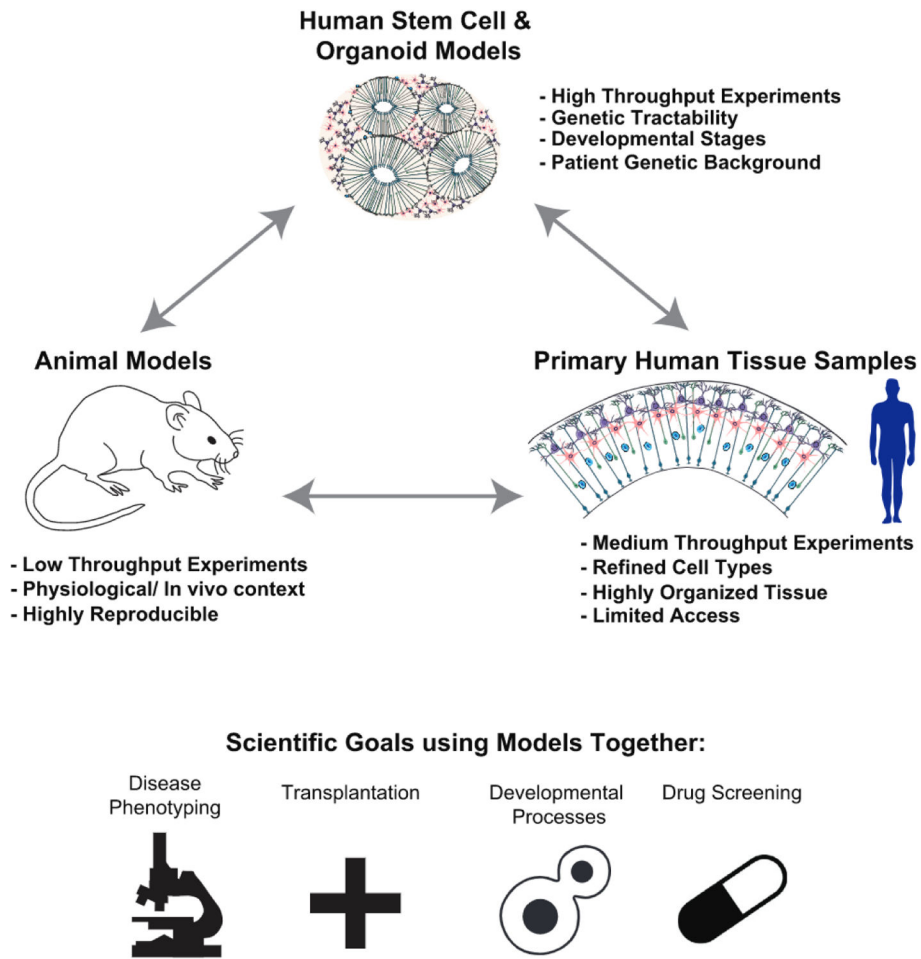 Human Stem Cell &
Organoid Models
- High Throughput Experiments
- Genetic Tractability
- Developmental Stages
- Patient Genetic Background
Animal Models
- Low Throughput Experiments
- Physiological/ In vivo context
- Highly Reproducible
Primary Human Tissue Samples
- Medium Throughput Experiments
- Refined Cell Types
- Highly Organized Tissue
- Limited Access
Scientific Goals using Models Together:
Disease
Phenotyping
Transplantation
Developmental
Processes
Drug Screening